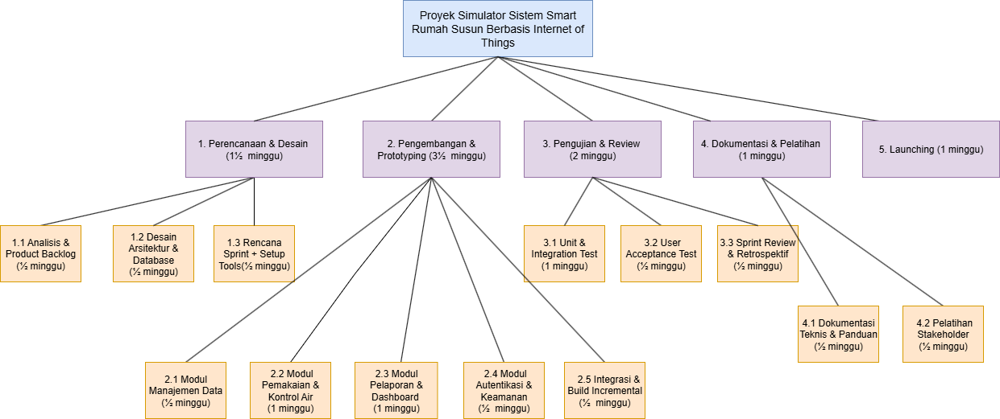 Proyek Simulator Sistem Smart
Rumah Susun Berbasis Internet of
Things
1. Perencanaan & Desain
(1½  minggu)
2. Pengembangan &
Prototyping (3½  minggu)
3. Pengujian & Review
(2 minggu)
4. Dokumentasi & Pelatihan
(1 minggu)
5. Launching (1 minggu)
1.1 Analisis &
Product Backlog
(½ minggu)
1.2 Desain
Arsitektur &
Database
(½ minggu)
1.3 Rencana
Sprint + Setup
Tools(½ minggu)
3.1 Unit &
Integration Test
(1 minggu)
3.2 User
Acceptance Test
(½ minggu)
3.3 Sprint Review
& Retrospektif
(½ minggu)
4.1 Dokumentasi
Teknis & Panduan
(½ minggu)
4.2 Pelatihan
Stakeholder
(½ minggu)
2.1 Modul
Manajemen Data
(½ minggu)
2.2 Modul
Pemakaian &
Kontrol Air
(1 minggu)
2.3 Modul
Pelaporan &
Dashboard
(1 minggu)
2.4 Modul
Autentikasi &
Keamanan
(½  minggu)
2.5 Integrasi &
Build Incremental
(½  minggu)